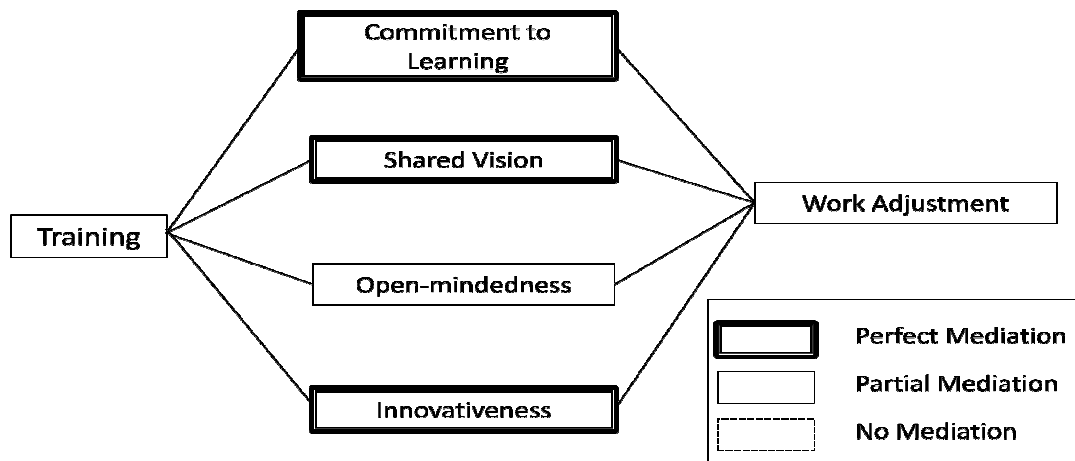 Commitment to
Learning
Shared Vision
Training
Work Adjustment
Open-mindedness
Innovativeness
Perfect Mediation
Partial Mediation
No Mediation